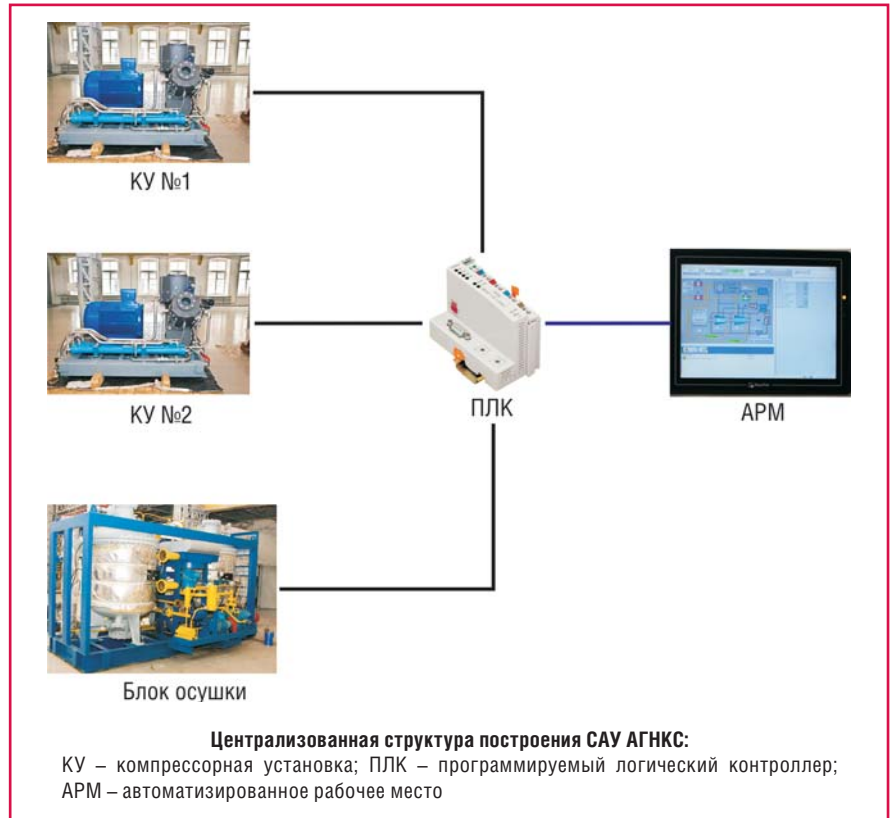 КУ №1
КУ №2
ПЛК
АРМ
Блок осушки
Централизованная структура построения САУ АГНКС:
КУ – компрессорная установка; ПЛК – программируемый логический контроллер;
АРМ – автоматизированное рабочее место